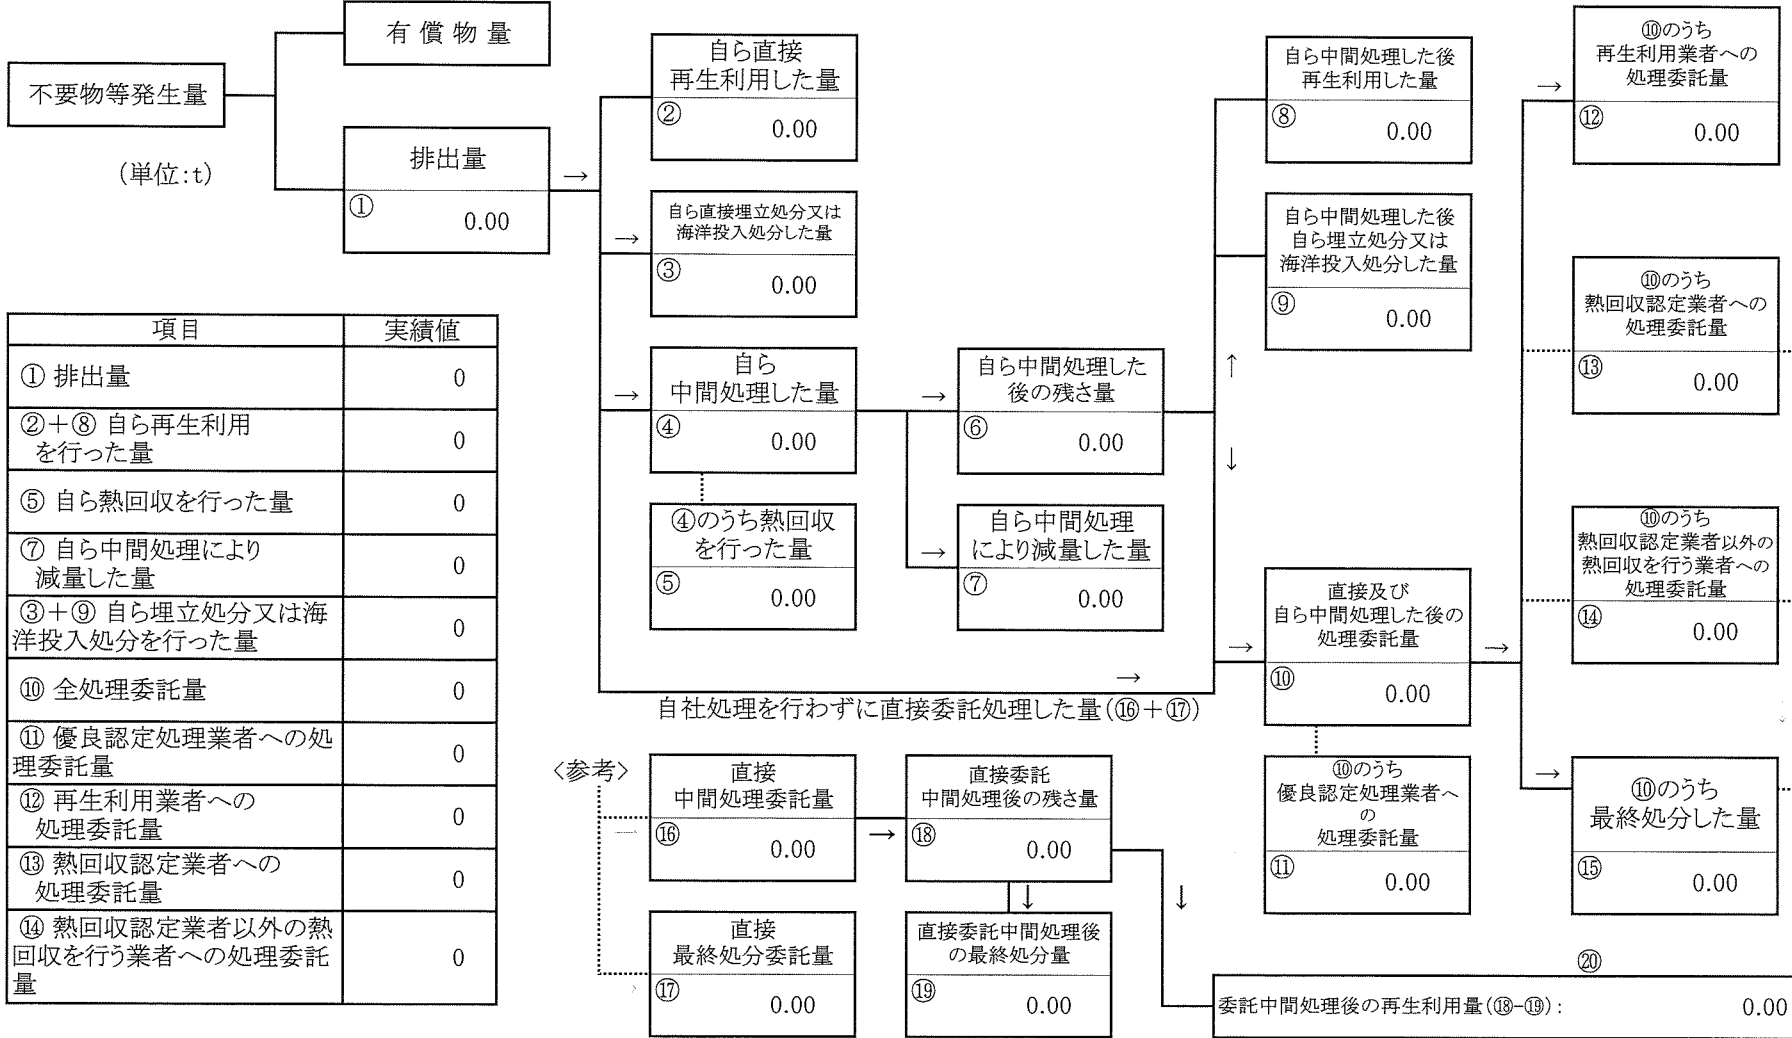 不要物等発生量
(単位:t)
有償物量
排出量
→
①
0.00
自ら直接
再生利用した量
②
0.00
→
自ら直接埋立処分又は
海洋投入処分した量
③
0.00
→
自ら
中間処理した量
④
0.00
④のうち熱回収
を行った量
⑤
0.00
→
自ら中間処理した
後の残さ量
⑥
0.00
→
自ら中間処理
により減量した量
⑦
0.00
↑
↓
自ら中間処理した後
再生利用した量
⑧
0.00
自ら中間処理した後
自ら埋立処分又は
海洋投入処分した量
⑨
0.00
→
自社処理を行わずに直接委託処理した量(⑯+⑰)
→
直接及び
自ら中間処理した後の
処理委託量
⑩
0.00
→
⑩のうち
優良認定処理業者へ
の
処理委託量
⑪
0.00
→
⑩のうち
再生利用業者への
処理委託量
⑫
0.00
⑩のうち
熱回収認定業者への
処理委託量
⑬
0.00
⑩のうち
熱回収認定業者以外の
熱回収を行う業者への
処理委託量
⑭
0.00
→
⑩のうち
最終処分した量
⑮
0.00
項目 実績値
① 排出量 0
②+⑧ 自ら再生利用
を行った量 0
⑤ 自ら熱回収を行った量 0
⑦ 自ら中間処理により
減量した量 0
③+⑨ 自ら埋立処分又は海
洋投入処分を行った量 0
⑩ 全処理委託量 0
⑪ 優良認定処理業者への処
理委託量 0
⑫ 再生利用業者への
処理委託量 0
⑬ 熱回収認定業者への
処理委託量 0
⑭ 熱回収認定業者以外の熱
回収を行う業者への処理委託
量 0
<参考>
→
直接
中間処理委託量
⑯
0.00
→
直接委託
中間処理後の残さ量
⑱
0.00
直接
最終処分委託量
⑰
0.00
↓
直接委託中間処理後
の最終処分量
⑲
0.00
↓
⑳
委託中間処理後の再生利用量(⑱-⑲): 0.00